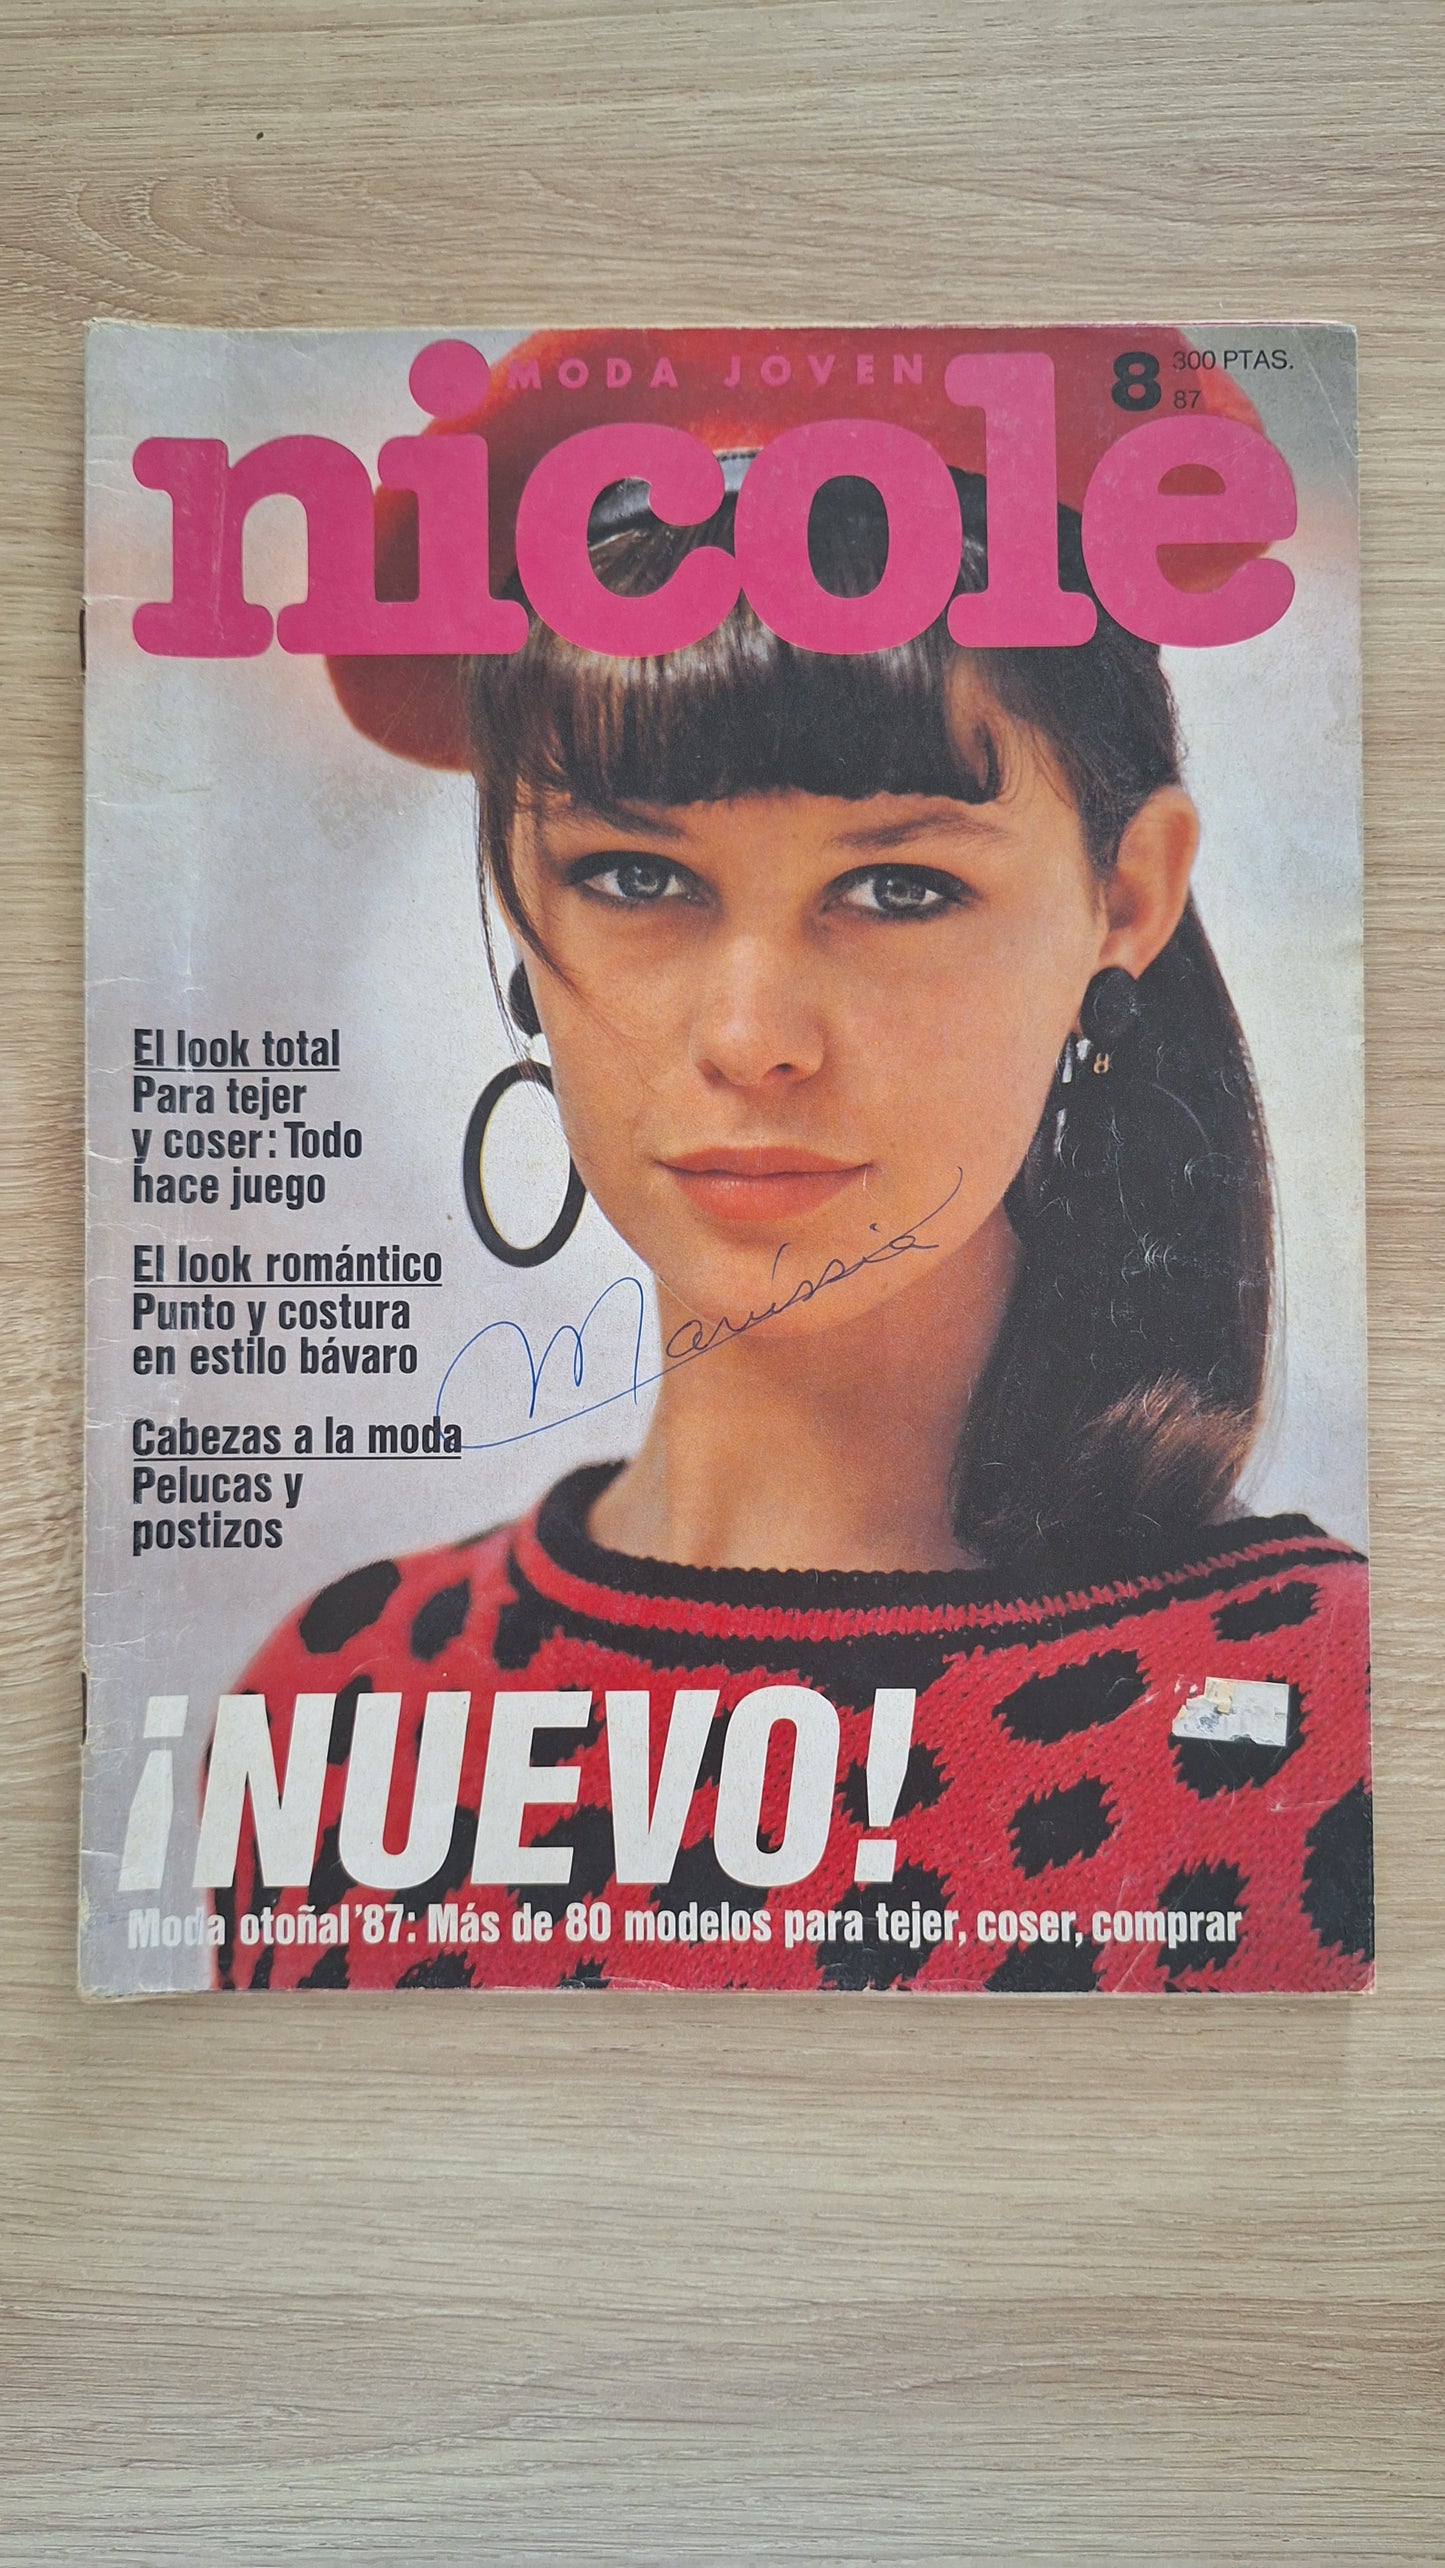 MODA JOVEN
8 300 PTAS.
87
nicole
El look total
Para tejer
y coser: Todo
hace juego
El look romántico
Punto y costura
en estilo bávaro
Cabezas a la moda
Pelucas y
postizos
Maríssia
¡NUEVO!
Moda otoñal '87: Más de 80 modelos para tejer, coser, comprar